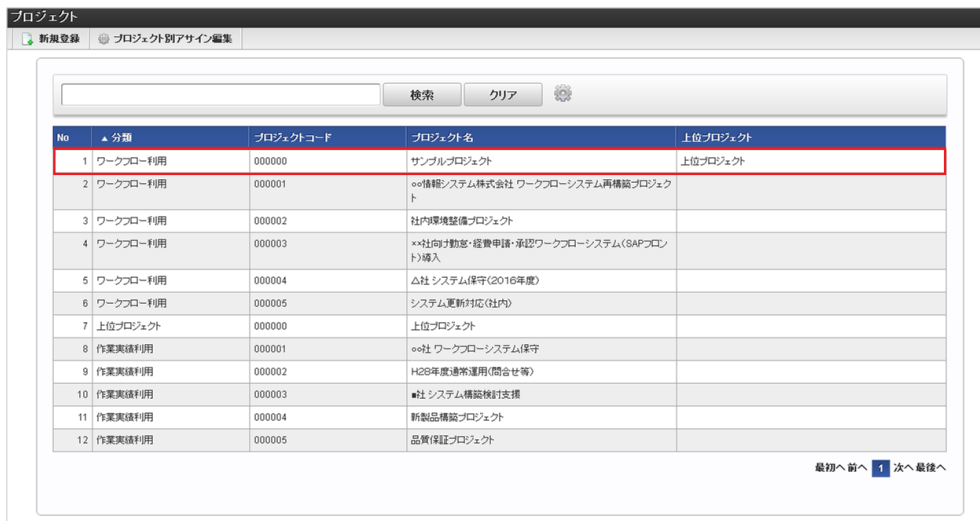 プロジェクト
新規登録 プロジェクト別アサイン編集
検索 クリア
No ▲ 分類 プロジェクトコード プロジェクト名 上位プロジェクト
1 ワークフロー利用 000000 サンプルプロジェクト 上位プロジェクト
2 ワークフロー利用 000001 ○○情報システム株式会社 ワークフローシステム再構築プロジェク
ト
3 ワークフロー利用 000002 社内環境整備プロジェクト
4 ワークフロー利用 000003 ××社向け勤怠・経費申請・承認ワークフローシステム(SAPフロン
ト)導入
5 ワークフロー利用 000004 △社 システム保守(2016年度)
6 ワークフロー利用 000005 システム更新対応(社内)
7 上位プロジェクト 000000 上位プロジェクト
8 作業実績利用 000001 ○○社 ワークフローシステム保守
9 作業実績利用 000002 H28年度通常運用(問合せ等)
10 作業実績利用 000003 ■社 システム構築検討支援
11 作業実績利用 000004 新製品構築プロジェクト
12 作業実績利用 000005 品質保証プロジェクト
最初へ 前へ 1 次へ 最後へ